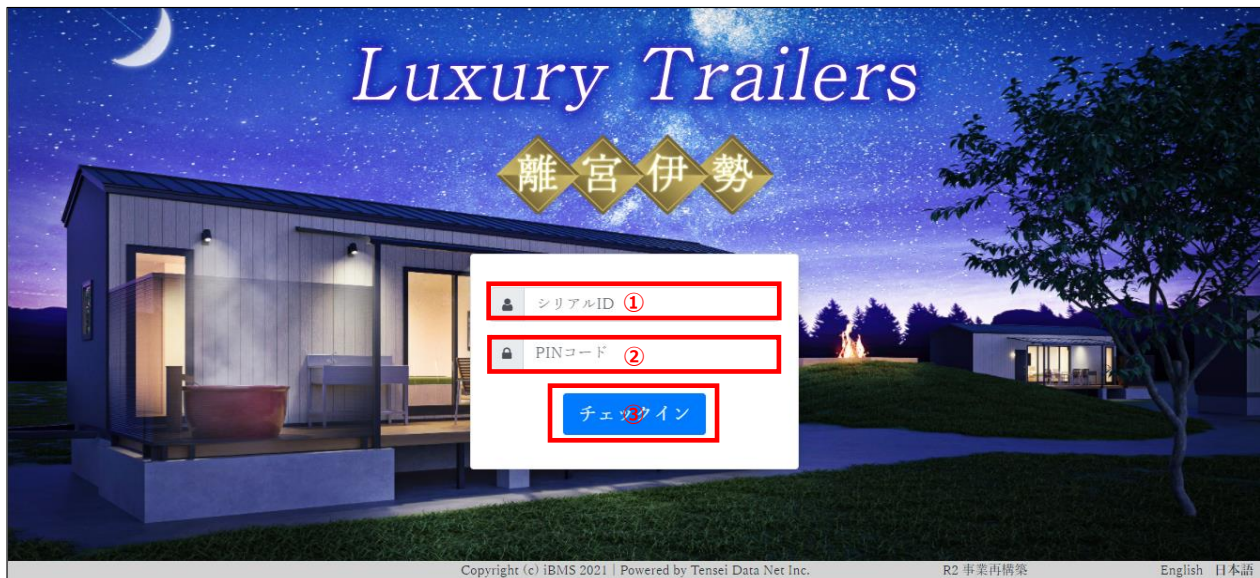 Luxury Trailers
離宮伊勢
シリアルID ①
PINコード ②
チェックイン ③
Copyright (c) iBMS 2021 | Powered by Tensei Data Net Inc. R2 事業再構築 English 日本語